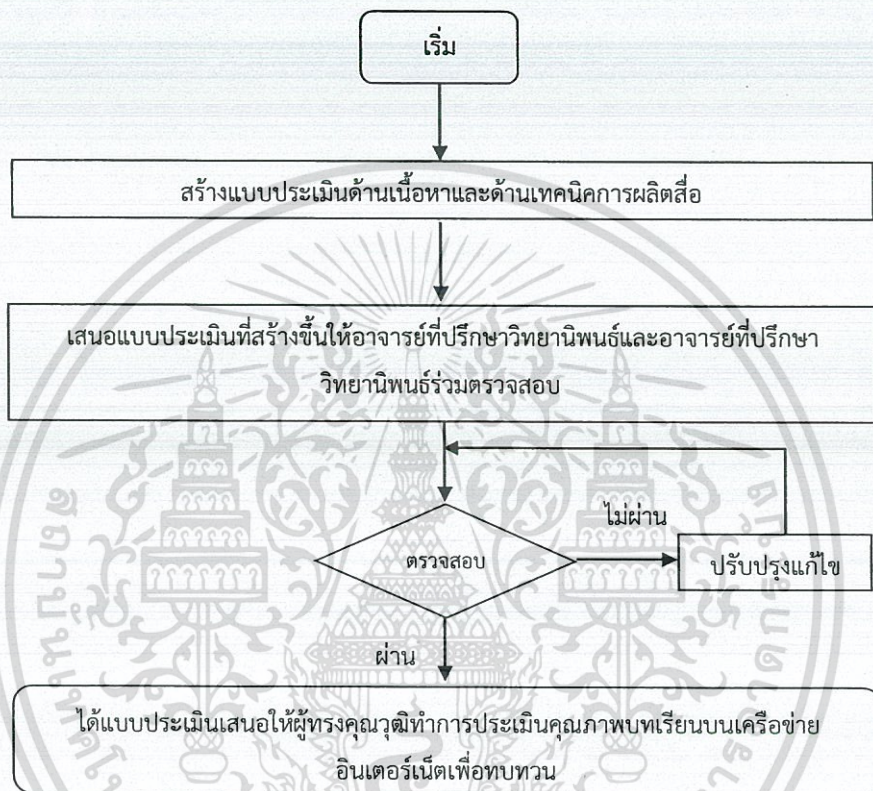 เริ่ม
สร้างแบบประเมินด้านเนื้อหาและด้านเทคนิคการผลิตสื่อ
เสนอแบบประเมินที่สร้างขึ้นให้อาจารย์ที่ปรึกษาวิทยานิพนธ์และอาจารย์ที่ปรึกษา
วิทยานิพนธ์ร่วมตรวจสอบ
ไม่ผ่าน
ตรวจสอบ
ปรับปรุงแก้ไข
ผ่าน
ได้แบบประเมินเสนอให้ผู้ทรงคุณวุฒิทำการประเมินคุณภาพบทเรียนบนเครือข่าย
อินเตอร์เน็ตเพื่อทบทวน